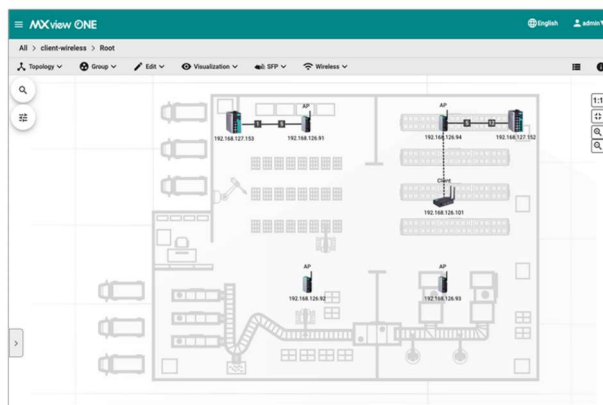 MXview ONE
English
admin
All > client-wireless > Root
Topology
Group
Edit
Visualization
SFP
Wireless
1:1
AP
192.168.127.153
192.168.126.91
AP
192.168.126.94
192.168.127.152
Client
192.168.126.101
AP
192.168.126.92
AP
192.168.126.93